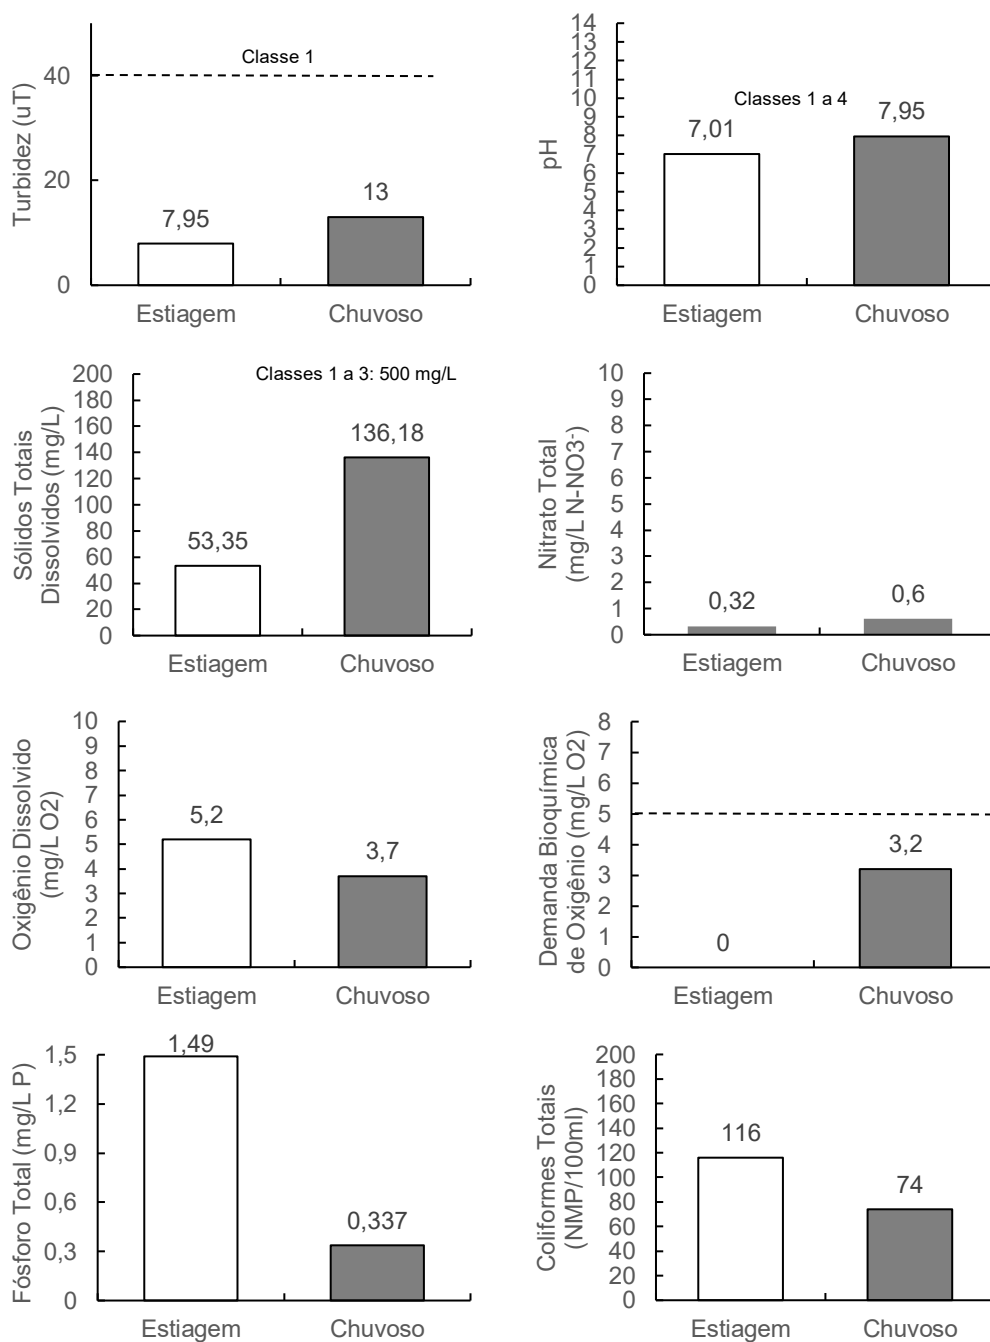 Turbidez (uT)
40
20
0
Classe 1
7,95
13
Estiagem
Chuvoso
pH
14
13
12
11
10
9
8
7
6
5
4
3
2
1
0
Classes 1 a 4
7,01
7,95
Estiagem
Chuvoso
Sólidos Totais
Dissolvidos (mg/L)
200
180
160
140
120
100
80
60
40
20
0
Classes 1 a 3: 500 mg/L
53,35
136,18
Estiagem
Chuvoso
Nitrato Total
(mg/L N-NO3-)
10
9
8
7
6
5
4
3
2
1
0
0,32
0,6
Estiagem
Chuvoso
Oxigênio Dissolvido
(mg/L O2)
10
9
8
7
6
5
4
3
2
1
0
5,2
3,7
Estiagem
Chuvoso
Demanda Bioquímica
de Oxigênio (mg/L O2)
8
7
6
5
4
3
2
1
0
0
3,2
Estiagem
Chuvoso
Fósforo Total (mg/L P)
1,5
1,2
0,9
0,6
0,3
0
1,49
0,337
Estiagem
Chuvoso
Coliformes Totais
(NMP/100ml)
200
180
160
140
120
100
80
60
40
20
0
116
74
Estiagem
Chuvoso